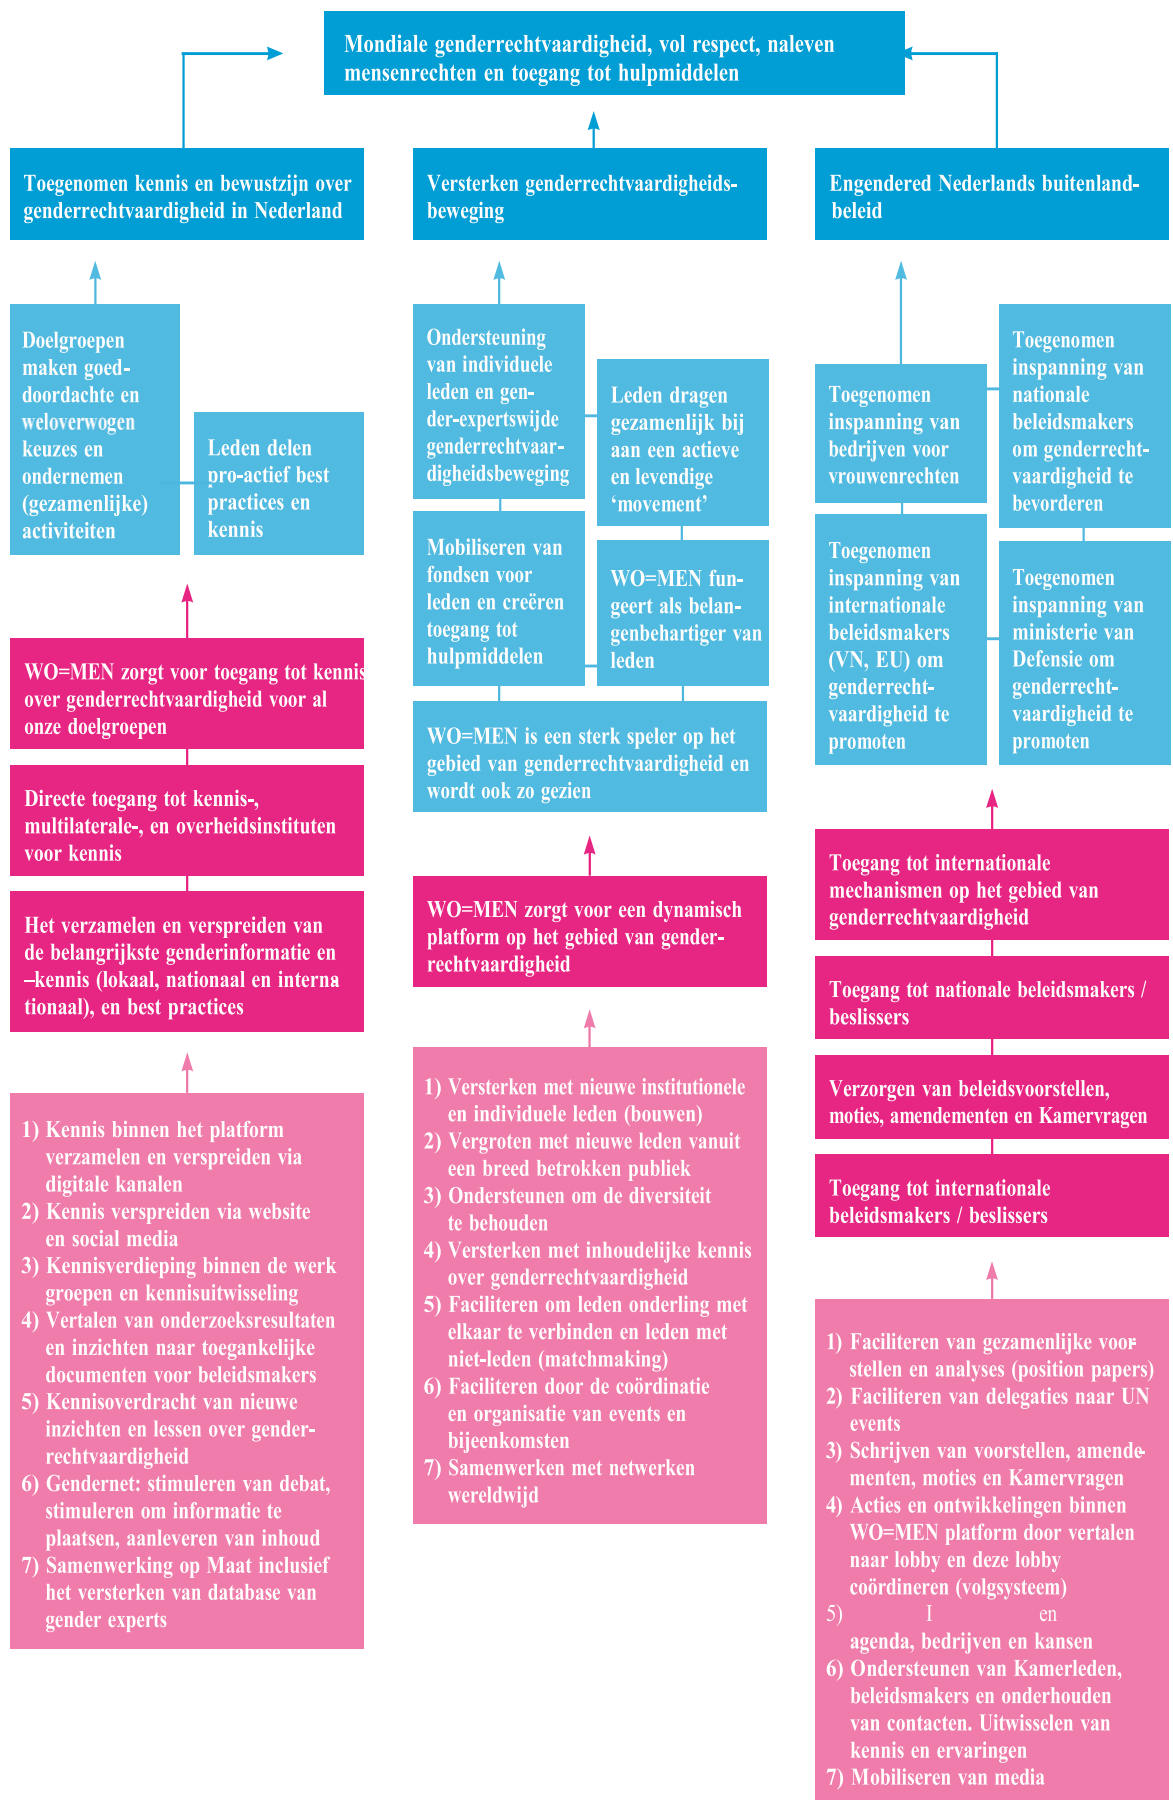 Mondiale genderrechtvaardigheid, vol respect, naleven
mensenrechten en toegang tot hulpmiddelen
Toegenomen kennis en bewustzijn over
genderrechtvaardigheid in Nederland
Doelgroepen
maken goed-
doordachte en
weloverwogen
keuzes en
ondernemen
(gezamenlijke)
activiteiten
Leden delen
pro-actief best
practices en
kennis
WO=MEN zorgt voor toegang tot kennis
over genderrechtvaardigheid voor al
onze doelgroepen
Directe toegang tot kennis-,
multilaterale-, en overheidsinstituten
voor kennis
Het verzamelen en verspreiden van
de belangrijkste genderinformatie en
–kennis (lokaal, nationaal en interna-
tionaal), en best practices
1) Kennis binnen het platform
verzamelen en verspreiden via
digitale kanalen
2) Kennis verspreiden via website
en social media
3) Kennisverdieping binnen de werk
groepen en kennisuitwisseling
4) Vertalen van onderzoeksresultaten
en inzichten naar toegankelijke
documenten voor beleidsmakers
5) Kennisoverdracht van nieuwe
inzichten en lessen over gender-
rechtvaardigheid
6) Gendernet: stimuleren van debat,
stimuleren om informatie te
plaatsen, aanleveren van inhoud
7) Samenwerking op Maat inclusief
het versterken van database van
gender experts
Versterken genderrechtvaardigheids-
beweging
Ondersteuning
van individuele
leden en gen-
der-expertswijde
genderrechtvaar-
digheidsbeweging
Leden dragen
gezamenlijk bij
aan een actieve
en levendige
‘movement’
Mobiliseren van
fondsen voor
leden en creëren
toegang tot
hulpmiddelen
WO=MEN fun-
geert als belan-
genbehartiger van
leden
WO=MEN is een sterk speler op het
gebied van genderrechtvaardigheid en
wordt ook zo gezien
WO=MEN zorgt voor een dynamisch
platform op het gebied van gender-
rechtvaardigheid
1) Versterken met nieuwe institutionele
en individuele leden (bouwen)
2) Vergroten met nieuwe leden vanuit
een breed betrokken publiek
3) Ondersteunen om de diversiteit
te behouden
4) Versterken met inhoudelijke kennis
over genderrechtvaardigheid
5) Faciliteren om leden onderling met
elkaar te verbinden en leden met
niet-leden (matchmaking)
6) Faciliteren door de coördinatie
en organisatie van events en
bijeenkomsten
7) Samenwerken met netwerken
wereldwijd
Engendered Nederlands buitenland-
beleid
Toegenomen
inspanning van
bedrijven voor
vrouwenrechten
Toegenomen
inspanning van
nationale
beleidsmakers
om genderrecht-
vaardigheid te
bevorderen
Toegenomen
inspanning van
internationale
beleidsmakers
(VN, EU) om
genderrecht-
vaardigheid te
promoten
Toegenomen
inspanning van
ministerie van
Defensie om
genderrecht-
vaardigheid te
promoten
Toegang tot internationale
mechanismen op het gebied van
genderrechtvaardigheid
Toegang tot nationale beleidsmakers /
beslissers
Verzorgen van beleidsvoorstellen,
moties, amendementen en Kamervragen
Toegang tot internationale
beleidsmakers / beslissers
1) Faciliteren van gezamenlijke voor-
stellen en analyses (position papers)
2) Faciliteren van delegaties naar UN
events
3) Schrijven van voorstellen, amende-
menten, moties en Kamervragen
4) Acties en ontwikkelingen binnen
WO=MEN platform door vertalen
naar lobby en deze lobby
coördineren (volgsysteem)
5) I en
agenda, bedrijven en kansen
6) Ondersteunen van Kamerleden,
beleidsmakers en onderhouden
van contacten. Uitwisselen van
kennis en ervaringen
7) Mobiliseren van media